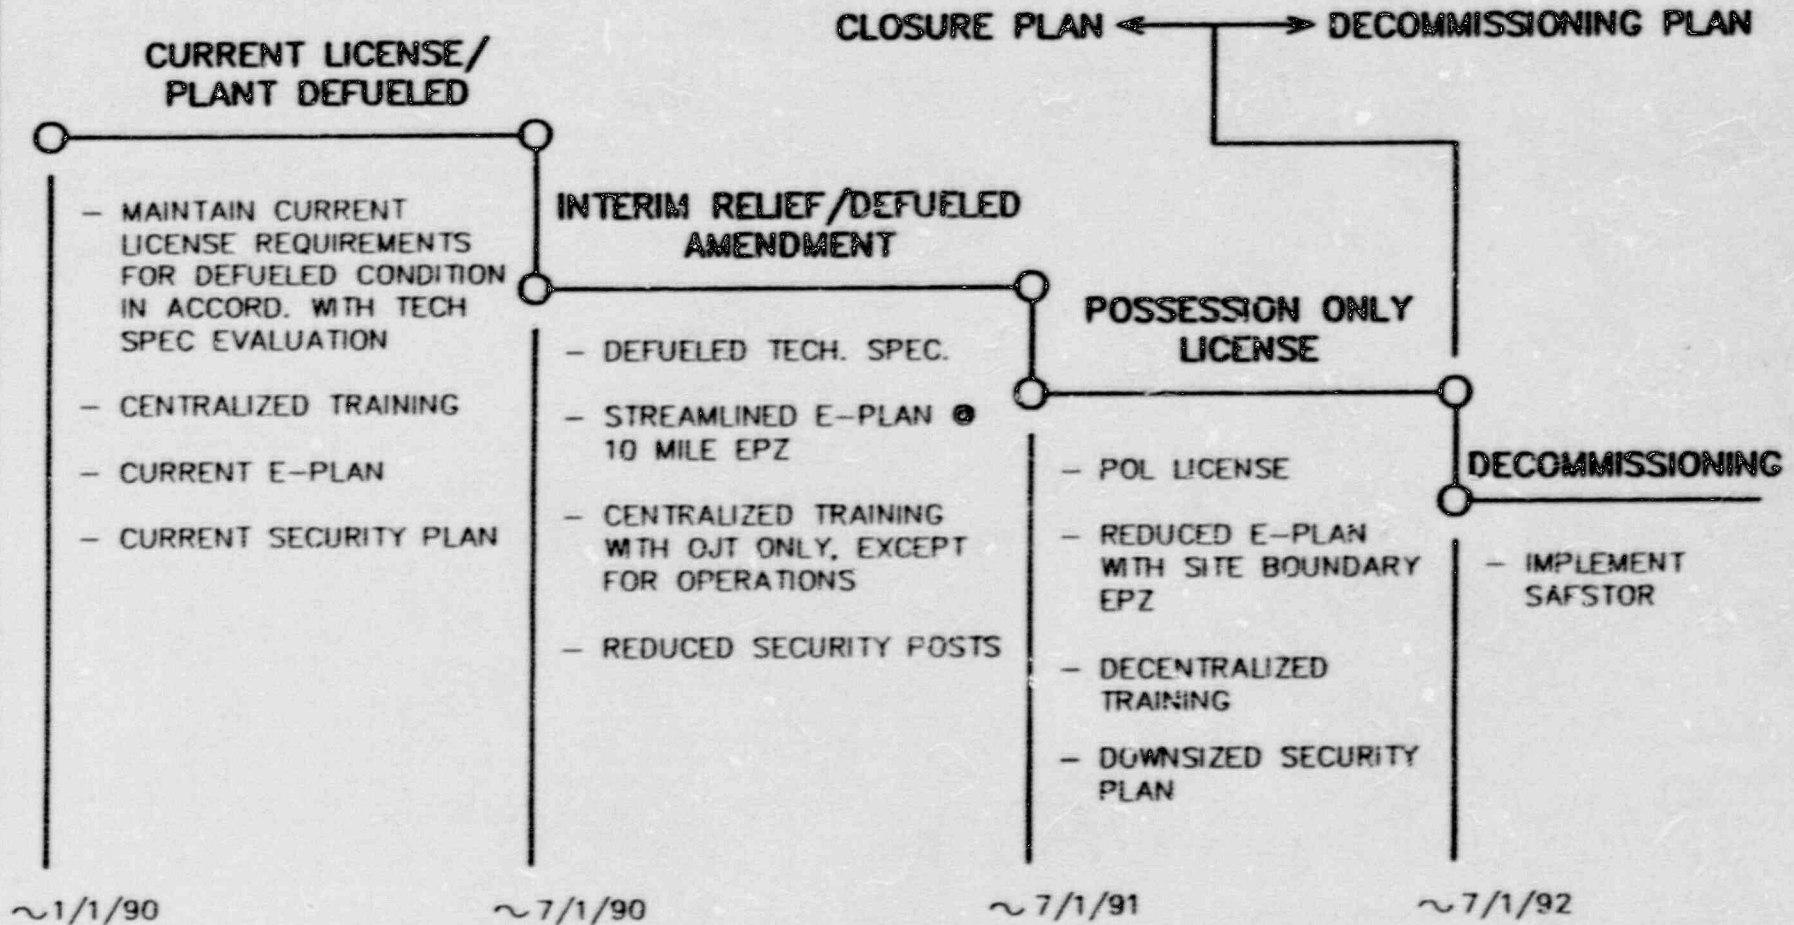 CLOSURE PLAN
DECOMMISSIONING PLAN
CURRENT LICENSE/
PLANT DEFUELED
– MAINTAIN CURRENT
LICENSE REQUIREMENTS
FOR DEFUELED CONDITION
IN ACCORD. WITH TECH
SPEC EVALUATION
– CENTRALIZED TRAINING
– CURRENT E–PLAN
– CURRENT SECURITY PLAN
INTERIM RELIEF/DEFUELED
AMENDMENT
– DEFUELED TECH. SPEC.
– STREAMLINED E–PLAN @
10 MILE EPZ
– CENTRALIZED TRAINING
WITH OJT ONLY, EXCEPT
FOR OPERATIONS
– REDUCED SECURITY POSTS
POSSESSION ONLY
LICENSE
– POL LICENSE
– REDUCED E–PLAN
WITH SITE BOUNDARY
EPZ
– DECENTRALIZED
TRAINING
– DOWNSIZED SECURITY
PLAN
DECOMMISSIONING
– IMPLEMENT
SAFSTOR
~1/1/90
~7/1/90
~7/1/91
~7/1/92